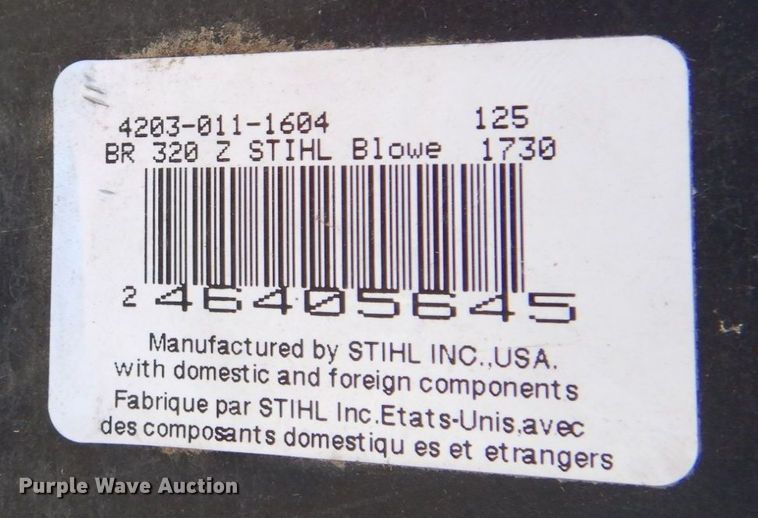 4203-011-1604 125
BR 320 Z STIHL Blowe 1730
2 46405645
Manufactured by STIHL INC.,USA.
with domestic and foreign components
Fabrique par STIHL Inc.Etats-Unis,avec
des composants domestiqu es et etrangers
Purple Wave Auction